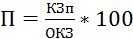 П = КЗп / ОКЗ * 100